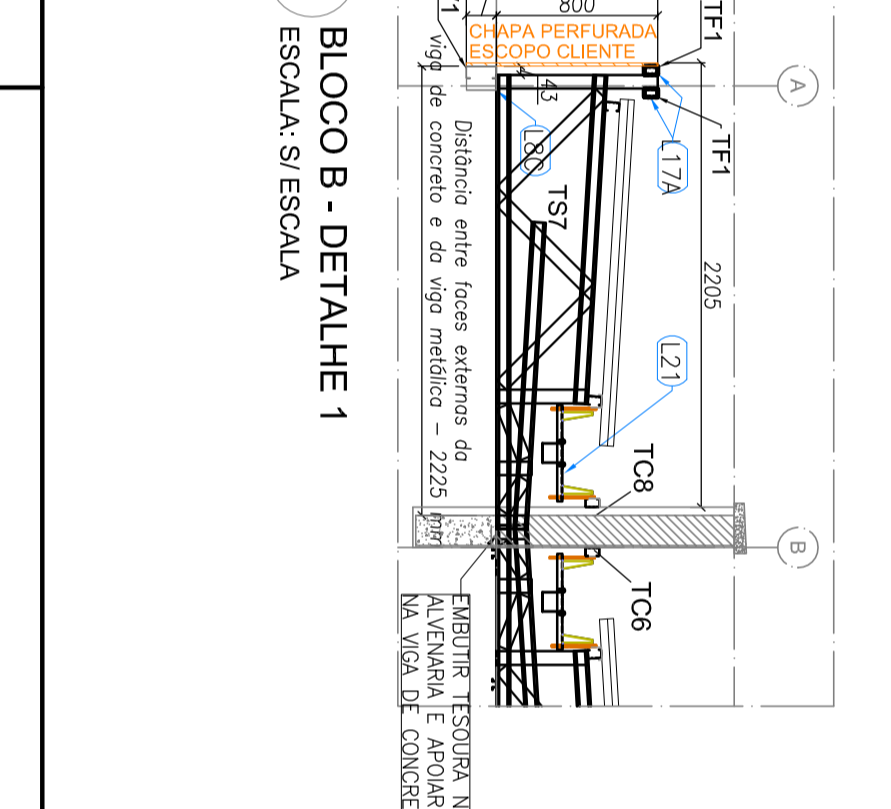 BLOCO B - DETALHE 1
ESCALA: S/ ESCALA
800
CHAPA PERFURADA
ESCOPO CLIENTE
TF1
A
43
L8C
L17A
TF1
TS7
2205
L21
Distância entre faces externas da
viga de concreto e da viga metálica - 2225 mm
TC8
B
TC6
EMBUTIR TESOURA N
ALVENARIA E APOIAR
NA VIGA DE CONCRE